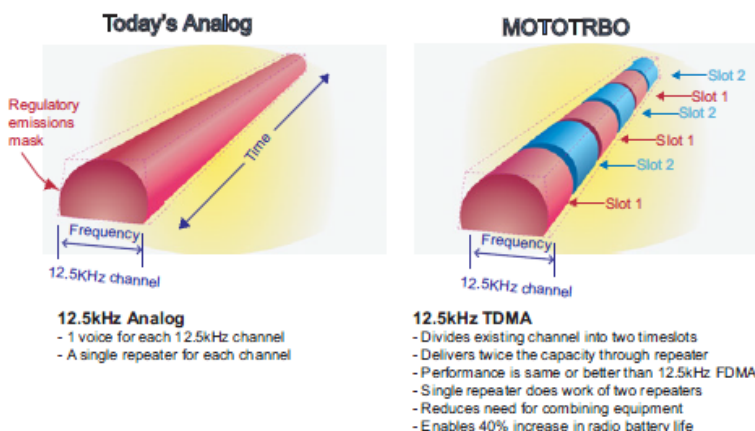 Today's Analog
Regulatory
emissions
mask
Time
Frequency
12.5KHz channel
12.5kHz Analog
- 1 voice for each 12.5kHz channel
- A single repeater for each channel
MOTOTRBO
Slot 2
Slot 1
Slot 2
Slot 1
Slot 2
Slot 1
Frequency
12.5KHz channel
12.5kHz TDMA
- Divides existing channel into two timeslots
- Delivers twice the capacity through repeater
- Performance is same or better than 12.5kHz FDMA
- Single repeater does work of two repeaters
- Reduces need for combining equipment
- Enables 40% increase in radio battery life